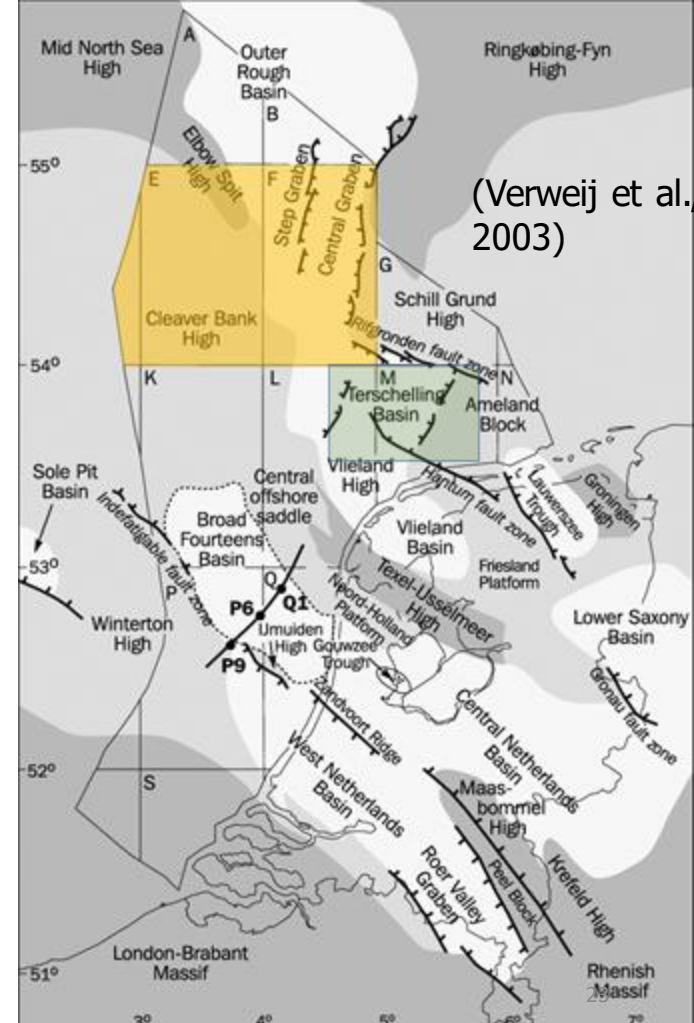 A
Mid North Sea
High
Outer
Rough
Basin
Ringkøbing-Fyn
High
B
55°
E
F
Elbow Spit
High
Step Graben
Central Graben
(Verweij et al.,
2003)
G
Schill Grund
High
Cleaver Bank
High
Rifgronden fault zone
54°
K
L
M
N
Terschelling
Basin
Ameland
Block
Sole Pit
Basin
Central
offshore
saddle
Vlieland
High
Hantum fault zone
Lauwerszee
Trough
Groningen
High
Inderatigable fault zone
Broad
Fourteens
Basin
Vlieland
Basin
Friesland
Platform
53°
P
Q
Q1
P6
P9
Texel-IJsselmeer
High
Noord-Holland
Platform
Winterton
High
IJmuiden
High
Gouwzee
Trough
Lower Saxony
Basin
Gronau fault zone
Zandvoort Ridge
Central Netherlands
Basin
52°
S
West Netherlands
Basin
Maas-
bommel
High
Roer Valley
Graben
Peel Block
Krefeld High
London-Brabant
Massif
Rhenish
Massif
51°
3°
4°
5°
6°
7°